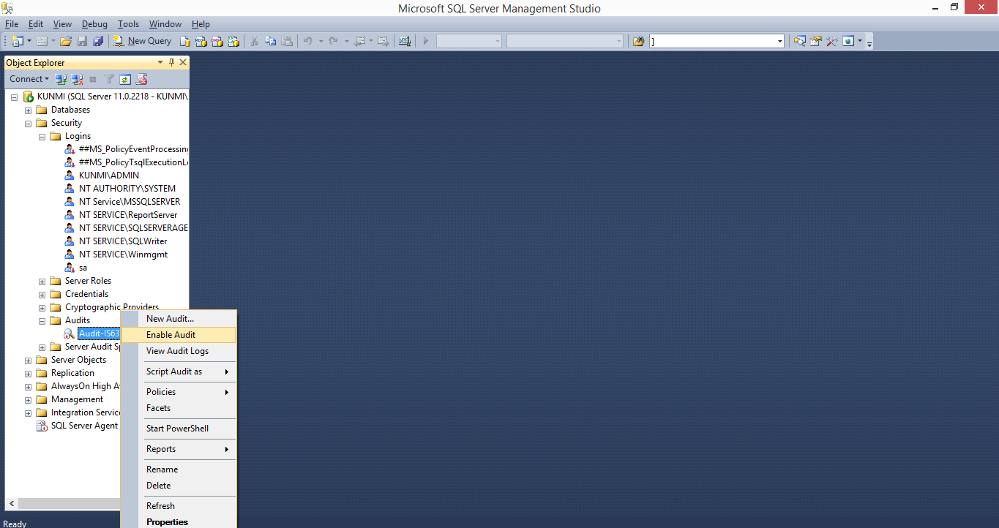 Microsoft SQL Server Management Studio
File Edit View Debug Tools Window Help
New Query ]
Object Explorer
Connect
KUNMI (SQL Server 11.0.2218 - KUNMI\
Databases
Security
Logins
##MS_PolicyEventProcessin
##MS_PolicyTsqlExecutionL
KUNMI\ADMIN
NT AUTHORITY\SYSTEM
NT Service\MSSQLSERVER
NT SERVICE\ReportServer
NT SERVICE\SQLSERVERAGE
NT SERVICE\SQLWriter
NT SERVICE\Winmgmt
sa
Server Roles
Credentials
Cryptographic Providers
Audits
Audit-IS63
Server Audit Sp
Server Objects
Replication
AlwaysOn High A
Management
Integration Service
SQL Server Agent
New Audit...
Enable Audit
View Audit Logs
Script Audit as
Policies
Facets
Start PowerShell
Reports
Rename
Delete
Refresh
Properties
Ready